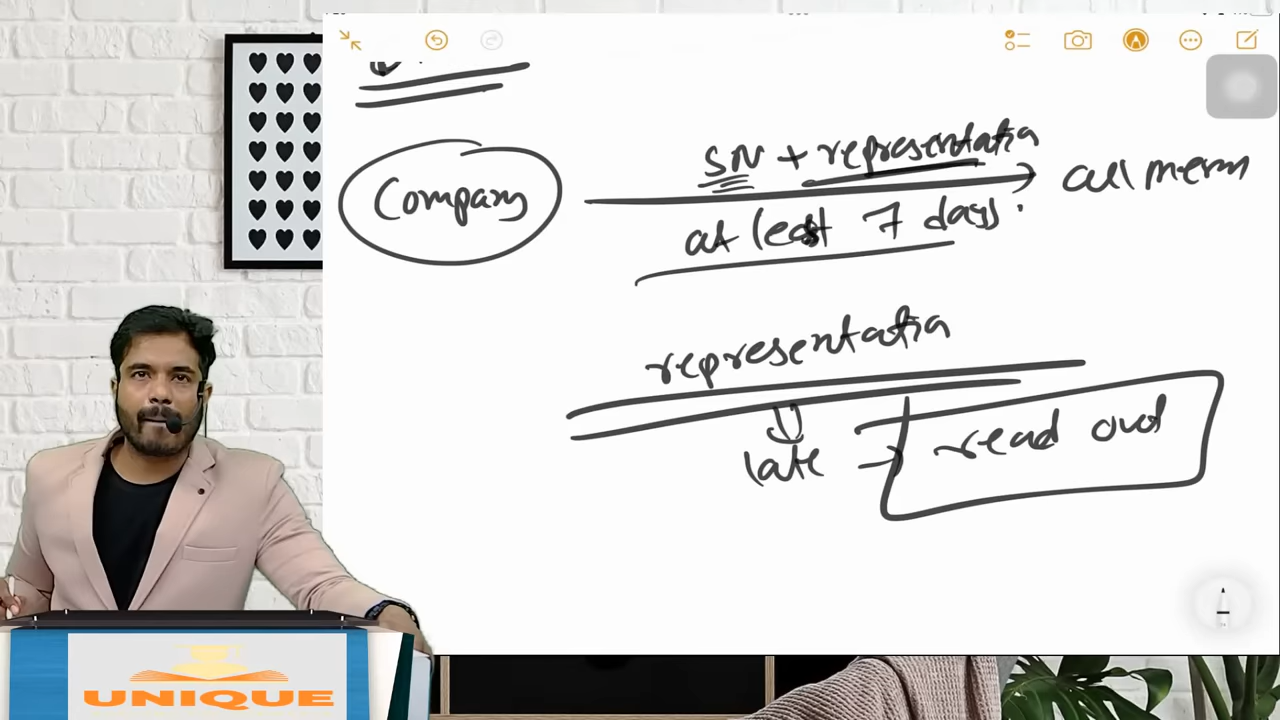 Company
SN + representatia
at least 7 days.
all mem
representatia
late → read out
UNIQUE